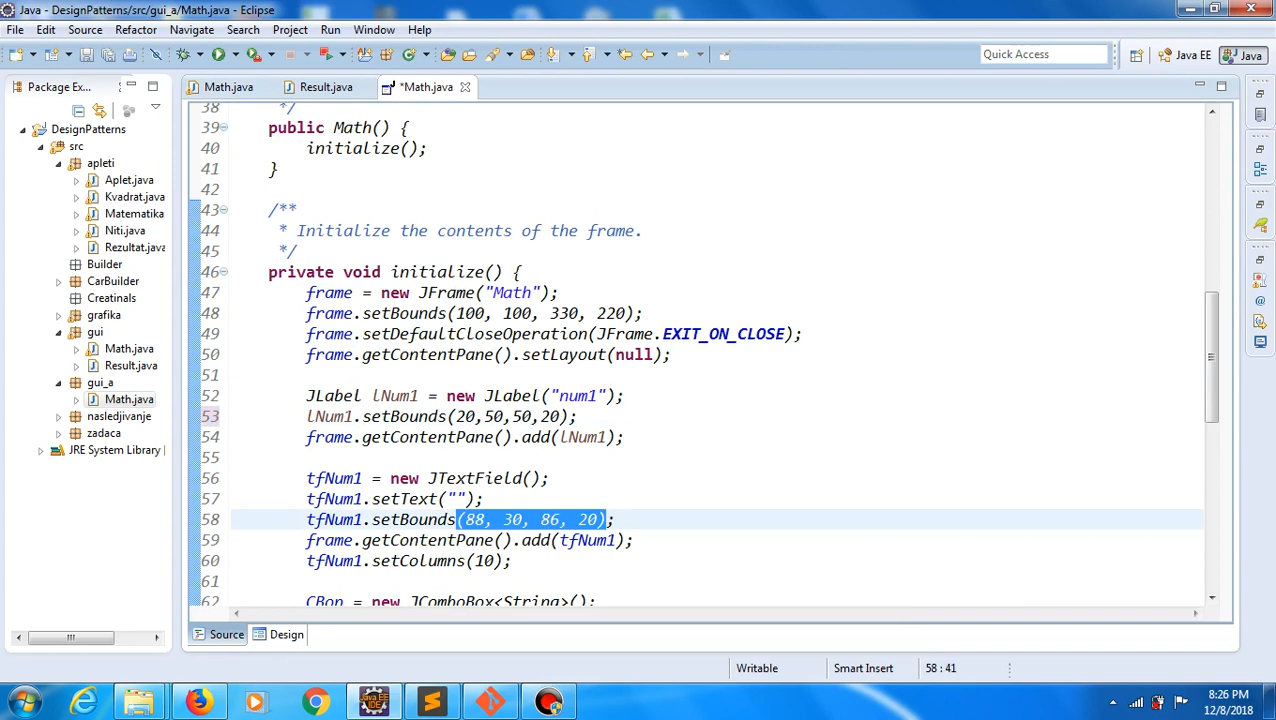 Java - DesignPatterns/src/gui_a/Math.java - Eclipse
File Edit Source Refactor Navigate Search Project Run Window Help
Quick Access
Java EE
Java
Package Ex...
Math.java
Result.java
*Math.java
DesignPatterns
src
apleti
Aplet.java
Kvadrat.java
Matematika
Niti.java
Rezultat.java
Builder
CarBuilder
Creatinals
grafika
gui
Math.java
Result.java
gui_a
Math.java
nasledjivanje
zadaca
JRE System Library
38 */
39 public Math() {
40 initialize();
41 }
42
43 /**
44 * Initialize the contents of the frame.
45 */
46 private void initialize() {
47 frame = new JFrame("Math");
48 frame.setBounds(100, 100, 330, 220);
49 frame.setDefaultCloseOperation(JFrame.EXIT_ON_CLOSE);
50 frame.getContentPane().setLayout(null);
51
52 JLabel lNum1 = new JLabel("num1");
53 lNum1.setBounds(20,50,50,20);
54 frame.getContentPane().add(lNum1);
55
56 tfNum1 = new JTextField();
57 tfNum1.setText("");
58 tfNum1.setBounds(88, 30, 86, 20);
59 frame.getContentPane().add(tfNum1);
60 tfNum1.setColumns(10);
61
62 CBop = new JComboBox<String>();
Source
Design
Writable
Smart Insert
58 : 41
8:26 PM
12/8/2018